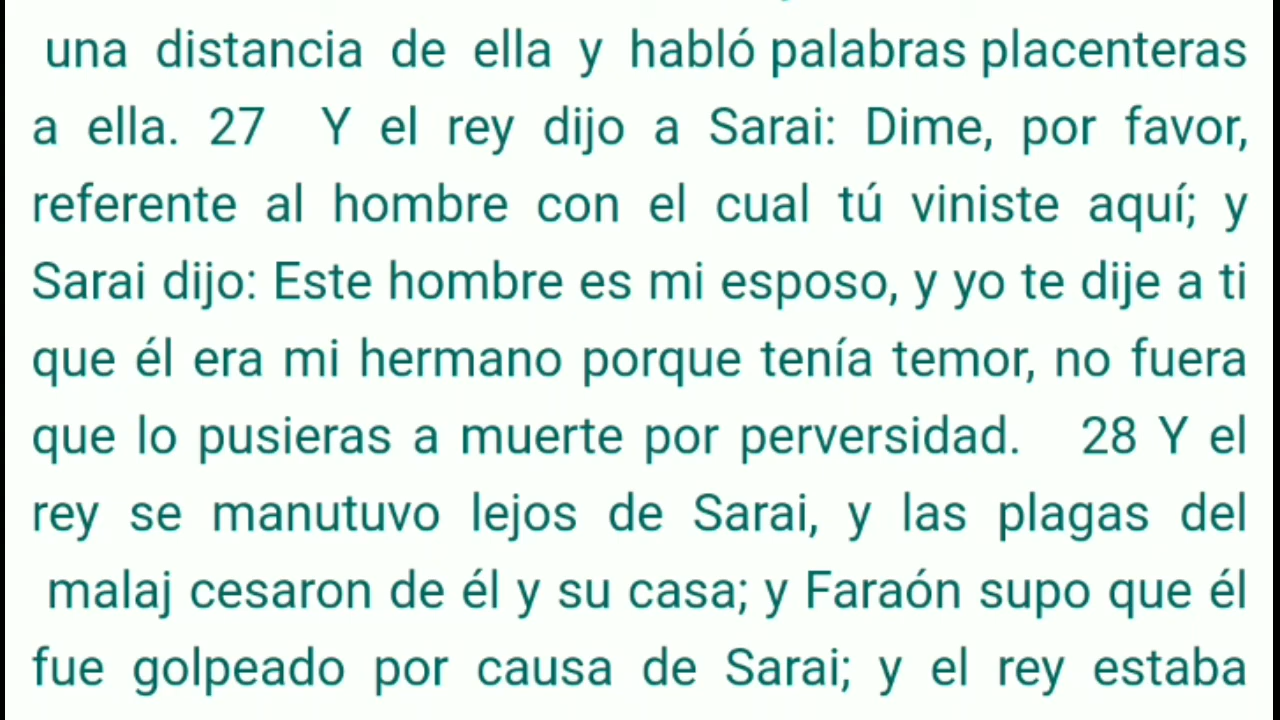 una distancia de ella y habló palabras placenteras
a ella. 27 Y el rey dijo a Sarai: Dime, por favor,
referente al hombre con el cual tú viniste aquí; y
Sarai dijo: Este hombre es mi esposo, y yo te dije a ti
que él era mi hermano porque tenía temor, no fuera
que lo pusieras a muerte por perversidad. 28 Y el
rey se manutuvo lejos de Sarai, y las plagas del
malaj cesaron de él y su casa; y Faraón supo que él
fue golpeado por causa de Sarai; y el rey estaba